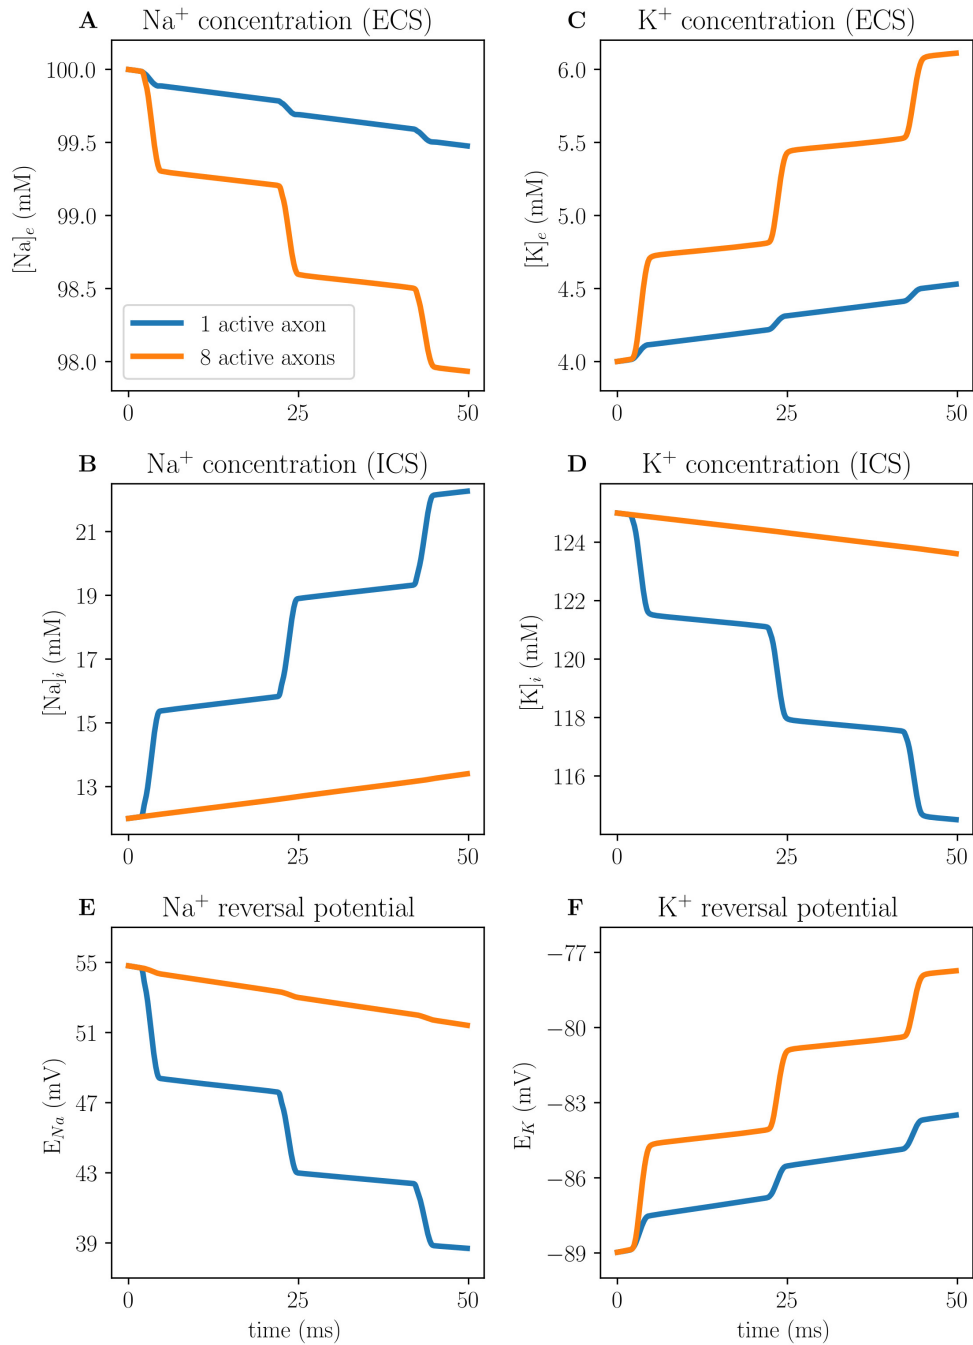 A Na⁺ concentration (ECS)
100.0
99.5
99.0
98.5
98.0
[Na]ₑ (mM)
1 active axon
8 active axons
0 25 50
C K⁺ concentration (ECS)
6.0
5.5
5.0
4.5
4.0
[K]ₑ (mM)
0 25 50
B Na⁺ concentration (ICS)
21
19
17
15
13
[Na]ᵢ (mM)
0 25 50
D K⁺ concentration (ICS)
124
122
121
120
118
116
[K]ᵢ (mM)
0 25 50
E Na⁺ reversal potential
55
51
47
43
39
E_Na (mV)
0 25 50
time (ms)
F K⁺ reversal potential
−77
−80
−83
−86
−89
E_K (mV)
0 25 50
time (ms)